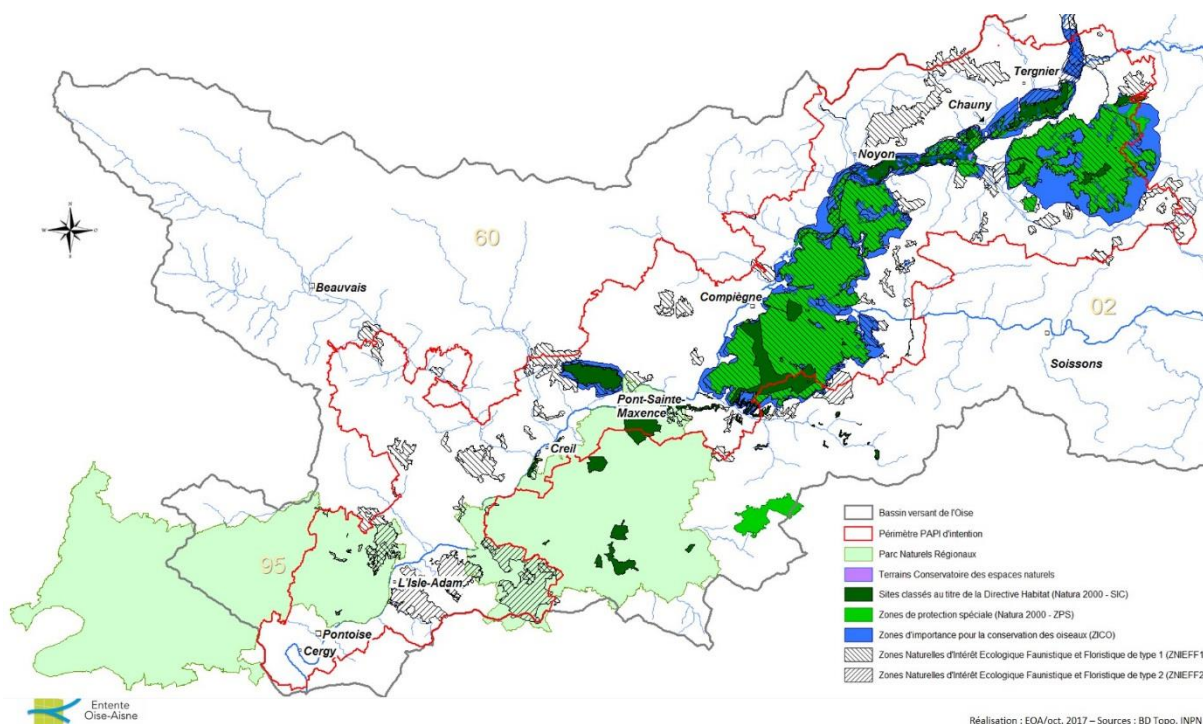 Tergnier
Chauny
Noyon
60
Beauvais
Compiègne
02
Soissons
Pont-Sainte-
Maxence
Creil
95
L'Isle-Adam
Pontoise
Cergy
Bassin versant de l'Oise
Périmètre PAPI d'intention
Parc Naturels Régionaux
Terrains Conservatoire des espaces naturels
Sites classés au titre de la Directive Habitat (Natura 2000 - SIC)
Zones de protection spéciale (Natura 2000 - ZPS)
Zones d'importance pour la conservation des oiseaux (ZICO)
Zones Naturelles d'Intérêt Ecologique Faunistique et Floristique de type 1 (ZNIEFF1
Zones Naturelles d'Intérêt Ecologique Faunistique et Floristique de type 2 (ZNIEFF2
Entente
Oise-Aisne
Réalisation : EOA/oct. 2017 – Sources : BD Topo, INPN